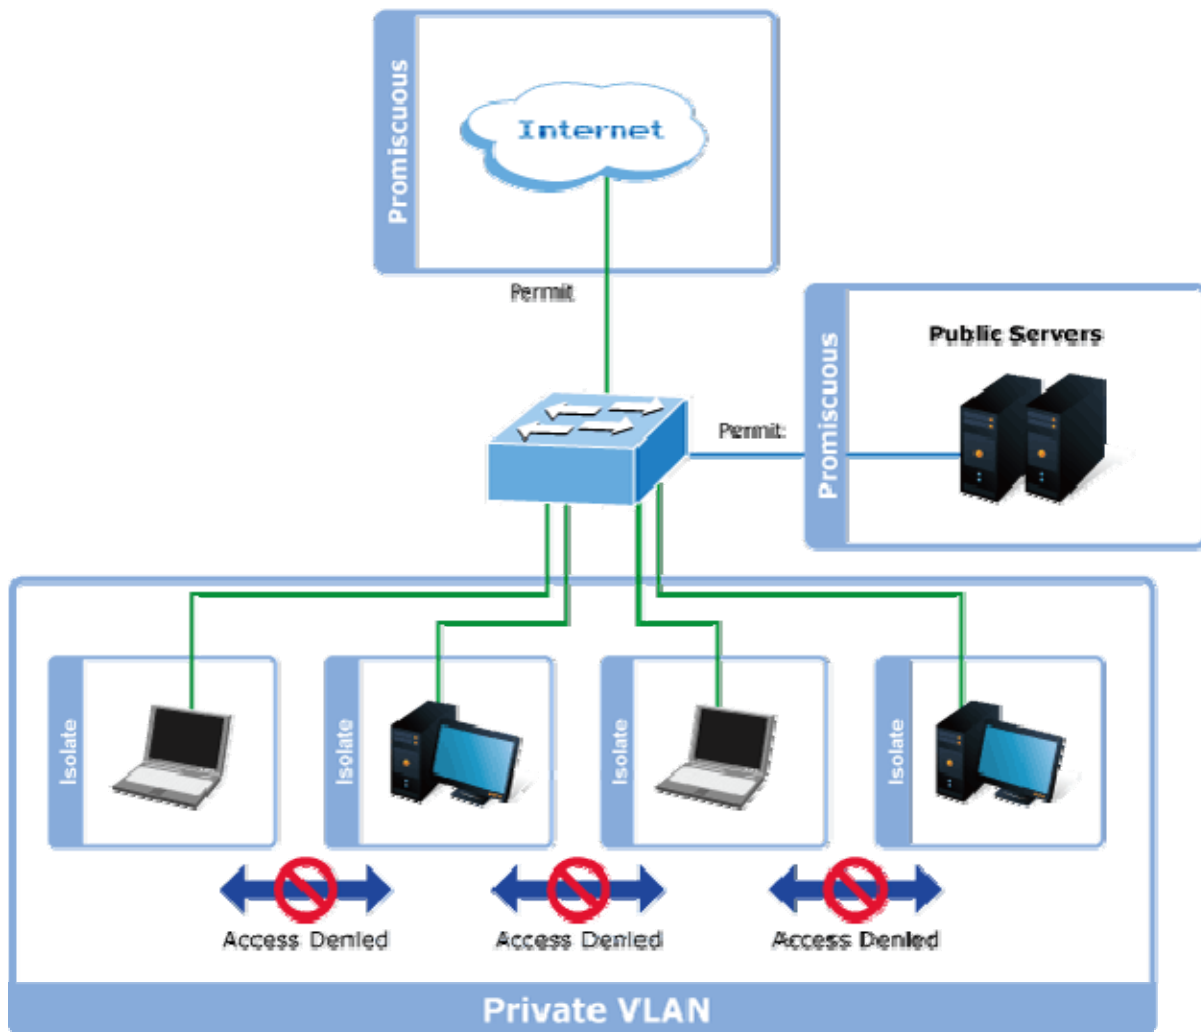 Promiscuous
Internet
Permit
Promiscuous
Public Servers
Permit:
Isolate
Isolate
Isolate
Isolate
Access Denied
Access Denied
Access Denied
Private VLAN